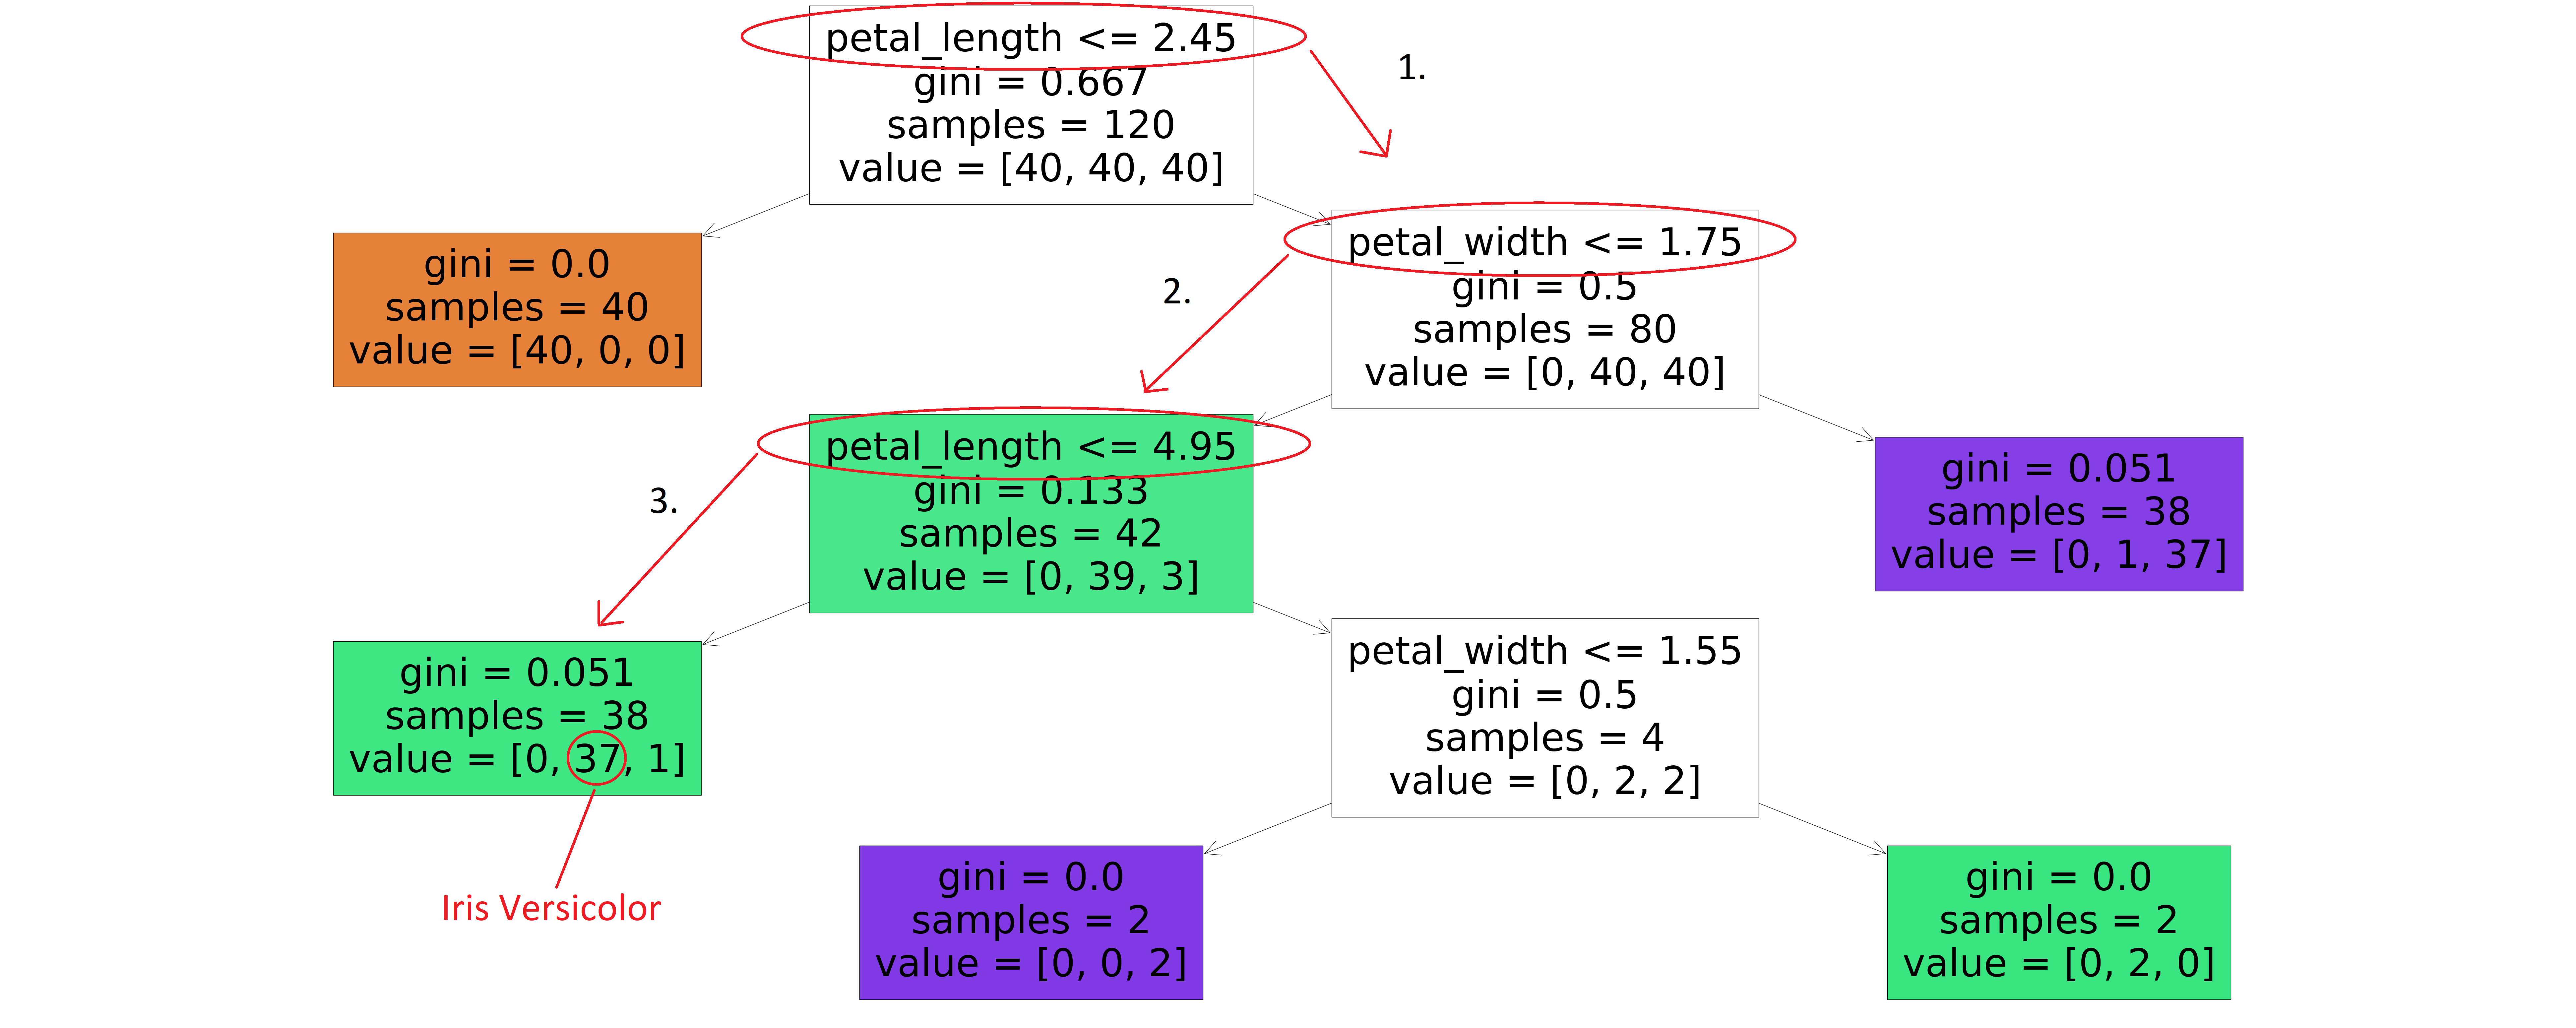 petal_length <= 2.45
gini = 0.667
samples = 120
value = [40, 40, 40]
1.
gini = 0.0
samples = 40
value = [40, 0, 0]
petal_width <= 1.75
gini = 0.5
samples = 80
value = [0, 40, 40]
2.
petal_length <= 4.95
gini = 0.133
samples = 42
value = [0, 39, 3]
gini = 0.051
samples = 38
value = [0, 1, 37]
3.
gini = 0.051
samples = 38
value = [0, 37, 1]
petal_width <= 1.55
gini = 0.5
samples = 4
value = [0, 2, 2]
Iris Versicolor
gini = 0.0
samples = 2
value = [0, 0, 2]
gini = 0.0
samples = 2
value = [0, 2, 0]